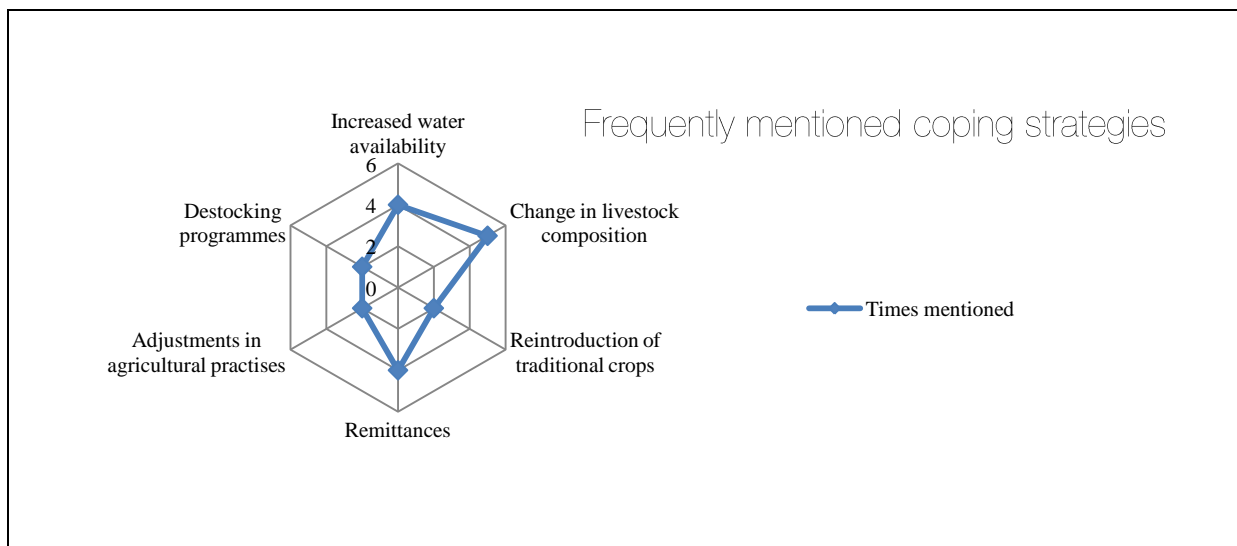 Frequently mentioned coping strategies
Increased water
availability
6
4
2
0
Change in livestock
composition
Reintroduction of
traditional crops
Remittances
Adjustments in
agricultural practises
Destocking
programmes
Times mentioned